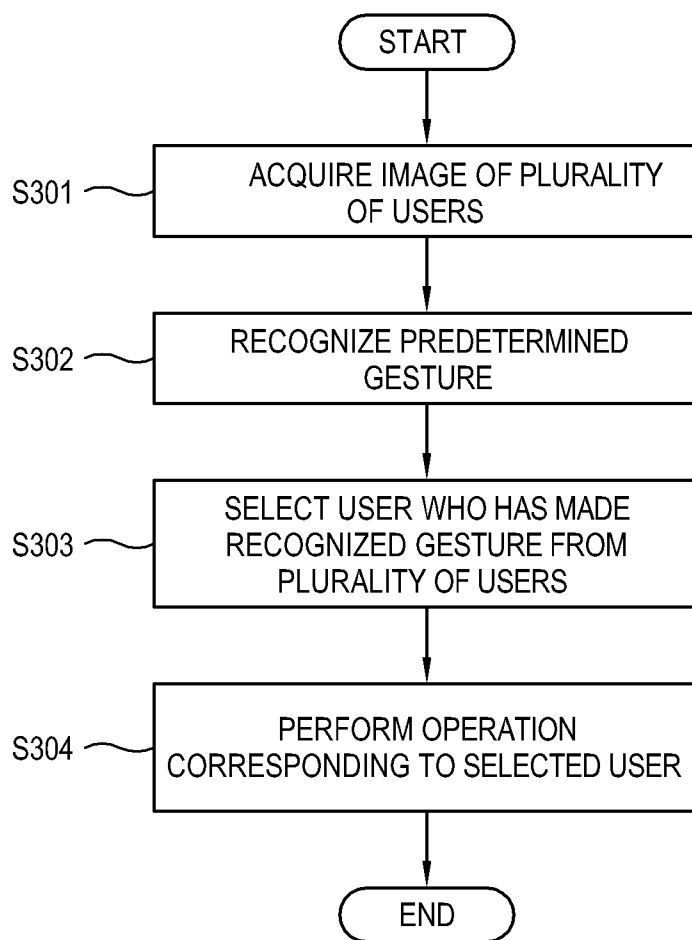 START
S301
ACQUIRE IMAGE OF PLURALITY
OF USERS
S302
RECOGNIZE PREDETERMINED
GESTURE
S303
SELECT USER WHO HAS MADE
RECOGNIZED GESTURE FROM
PLURALITY OF USERS
S304
PERFORM OPERATION
CORRESPONDING TO SELECTED USER
END